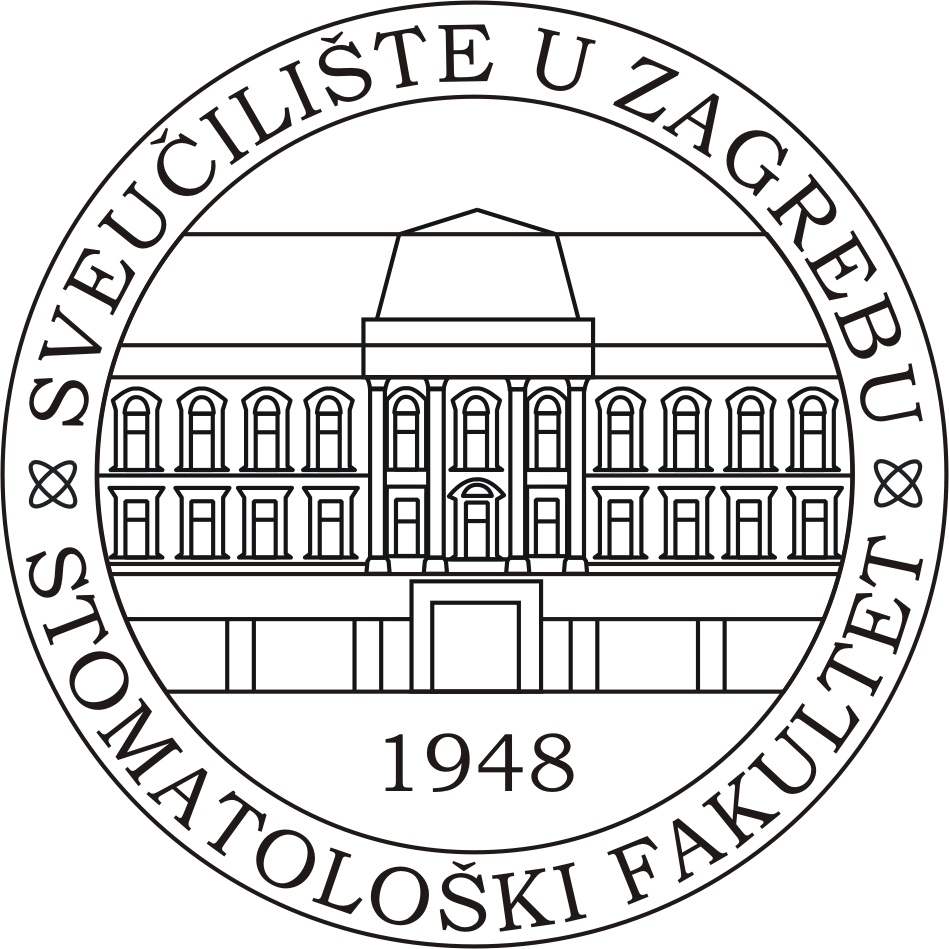 SVEUČILIŠTE U ZAGREBU
1948
STOMATOLOŠKI FAKULTET